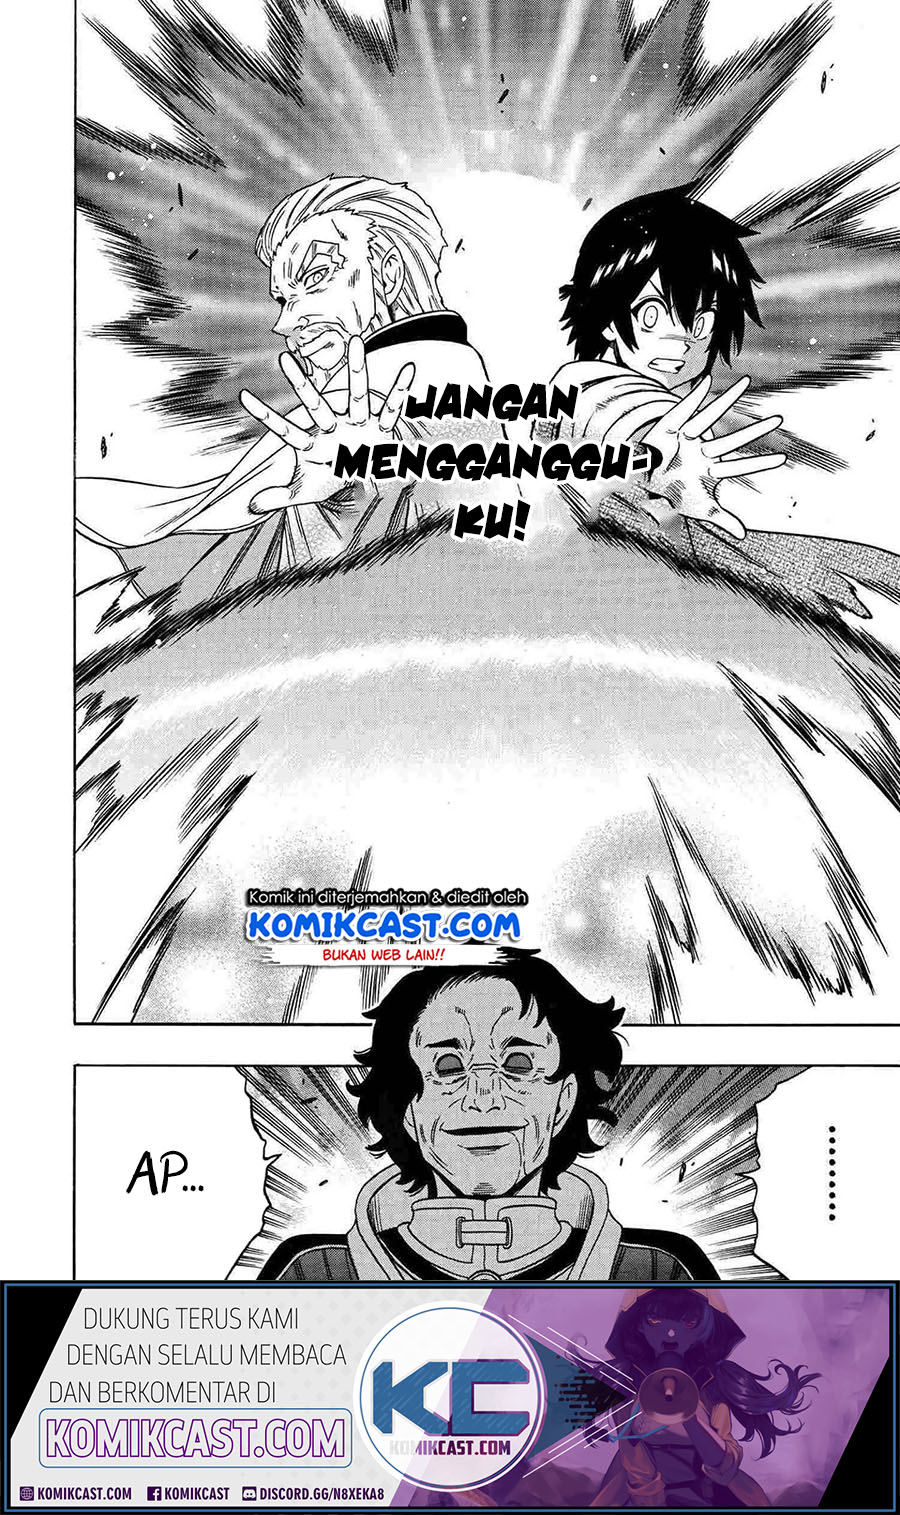 JANGAN
MENGGANGGU-
KU!
Komik ini diterjemahkan & diedit oleh
KOMIKCAST.COM
BUKAN WEB LAIN!!
AP...
........
DUKUNG TERUS KAMI
DENGAN SELALU MEMBACA
DAN BERKOMENTAR DI
KOMIKCAST.COM
KC
KOMIKCAST.COM
KOMIKCAST.COM KOMIKCAST DISCORD.GG/N8XEKA8